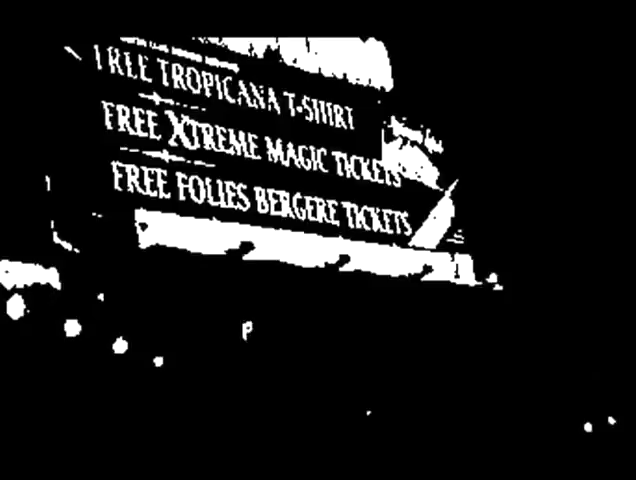 FREE TROPICANA T-SHIRT
FREE XTREME MAGIC TICKETS
FREE FOLIES BERGERE TICKETS
P